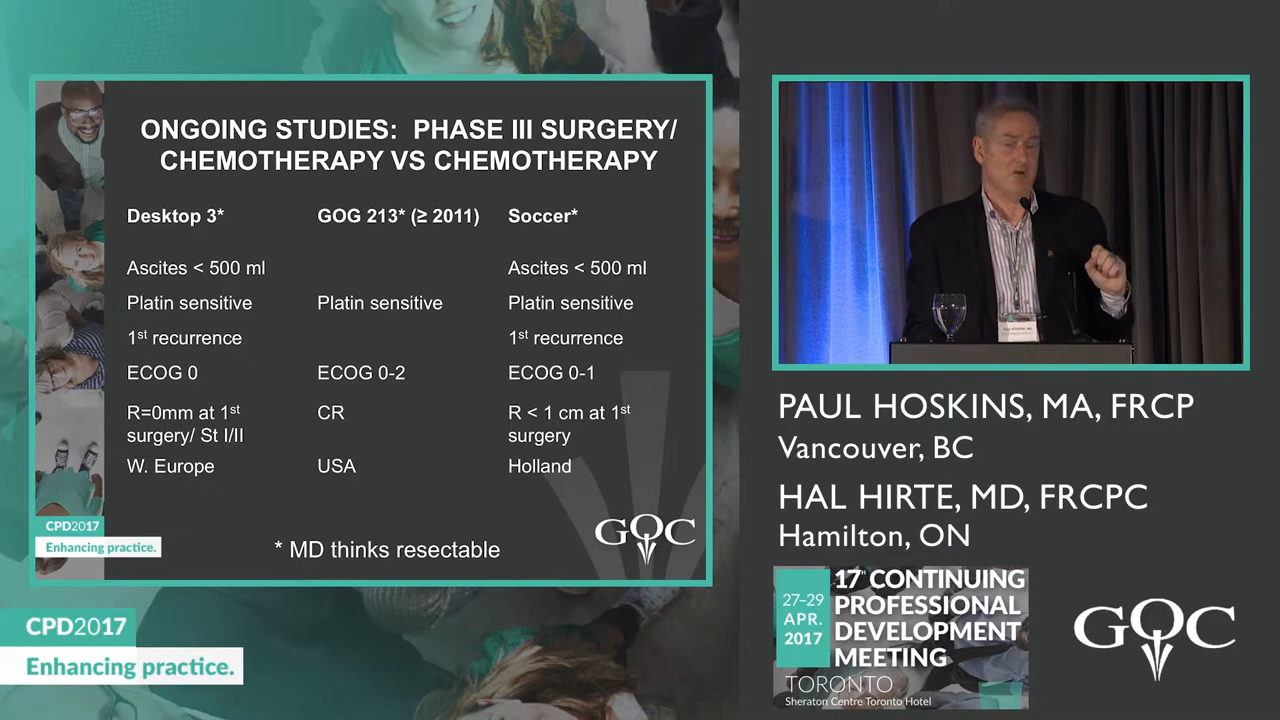 ONGOING STUDIES: PHASE III SURGERY/
CHEMOTHERAPY VS CHEMOTHERAPY
Desktop 3* GOG 213* (≥ 2011) Soccer*
Ascites < 500 ml Ascites < 500 ml
Platin sensitive Platin sensitive Platin sensitive
1st recurrence 1st recurrence
ECOG 0 ECOG 0-2 ECOG 0-1
R=0mm at 1st CR R < 1 cm at 1st
surgery/ St I/II surgery
W. Europe USA Holland
* MD thinks resectable
CPD2017
Enhancing practice.
GOC
CPD2017
Enhancing practice.
PAUL HOSKINS, MA, FRCP
Vancouver, BC
HAL HIRTE, MD, FRCPC
Hamilton, ON
27–29
APR.
2017
17TH CONTINUING
PROFESSIONAL
DEVELOPMENT
MEETING
TORONTO
Sheraton Centre Toronto Hotel
GOC